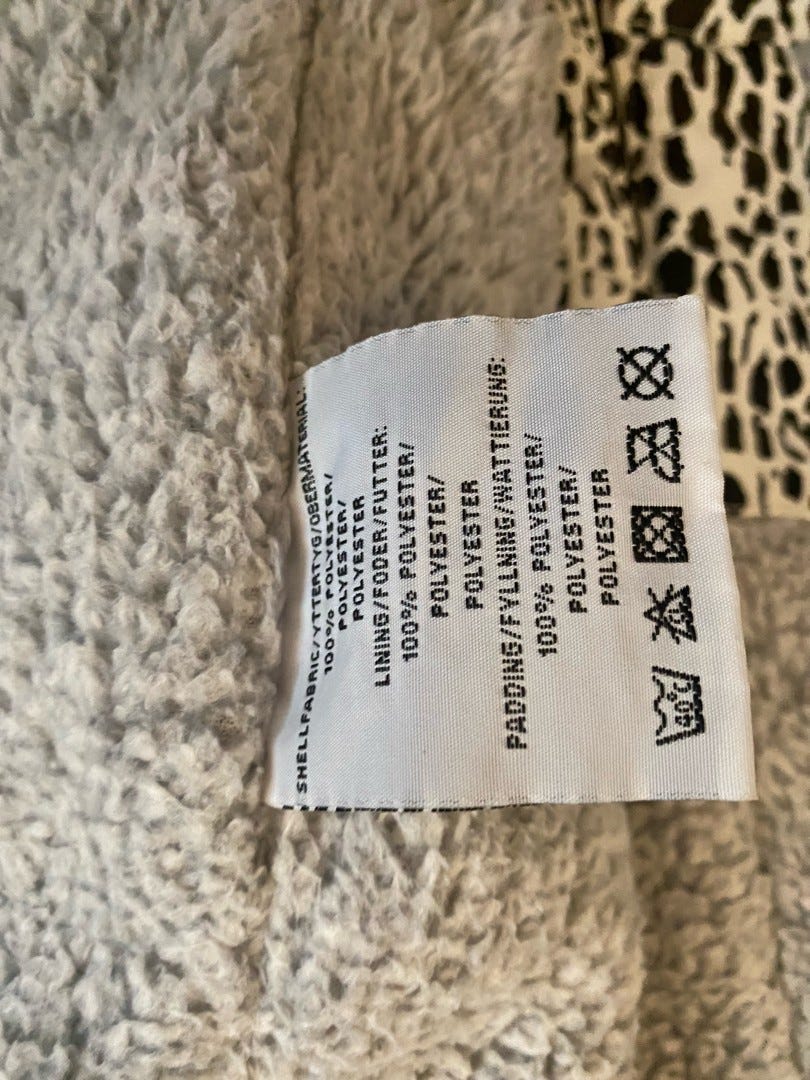 SHELLFABRIC/YTTERTYG/OBERMATERIAL:
100% POLYESTER/
POLYESTER/
POLYESTER
LINING/FODER/FUTTER:
100% POLYESTER/
POLYESTER/
POLYESTER
PADDING/FYLLNING/WATTIERUNG:
100% POLYESTER/
POLYESTER/
POLYESTER
40°C